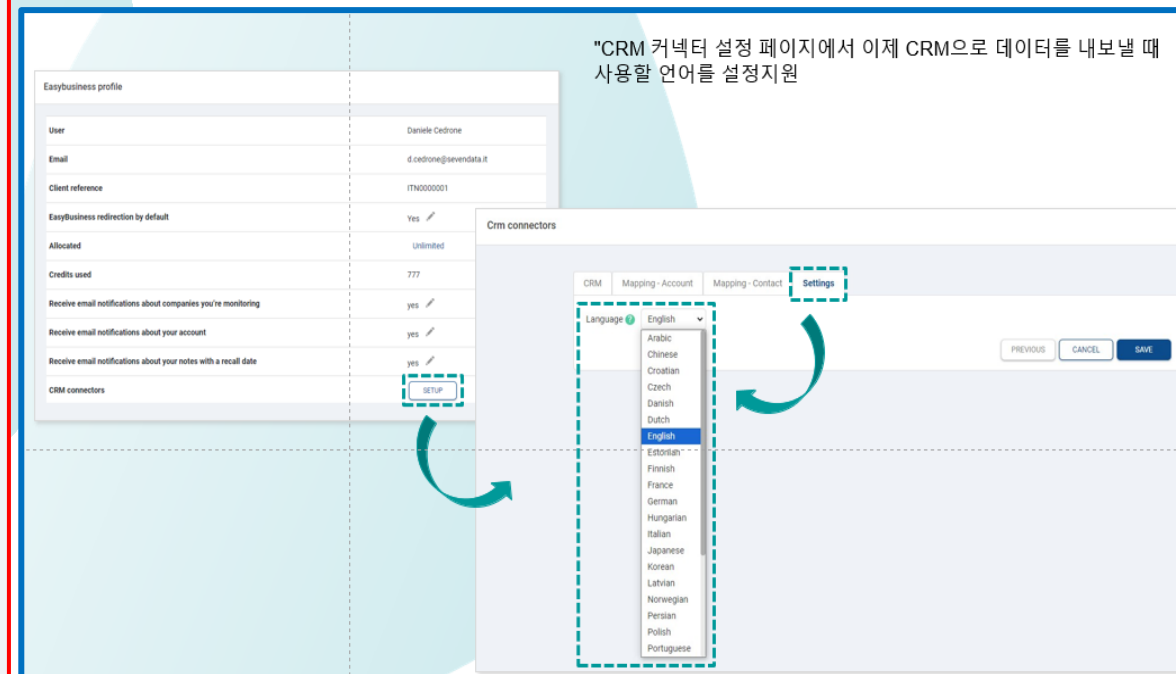 "CRM 커넥터 설정 페이지에서 이제 CRM으로 데이터를 내보낼 때
사용할 언어를 설정지원
Easybusiness profile
User Daniele Cedrone
Email d.cedrone@sevendata.it
Client reference ITN0000001
EasyBusiness redirection by default Yes
Allocated Unlimited
Credits used 777
Receive email notifications about companies you're monitoring yes
Receive email notifications about your account yes
Receive email notifications about your notes with a recall date yes
CRM connectors SETUP
Crm connectors
CRM Mapping - Account Mapping - Contact Settings
Language ? English
PREVIOUS CANCEL SAVE
Arabic
Chinese
Croatian
Czech
Danish
Dutch
English
Estonian
Finnish
France
German
Hungarian
Italian
Japanese
Korean
Latvian
Norwegian
Persian
Polish
Portuguese